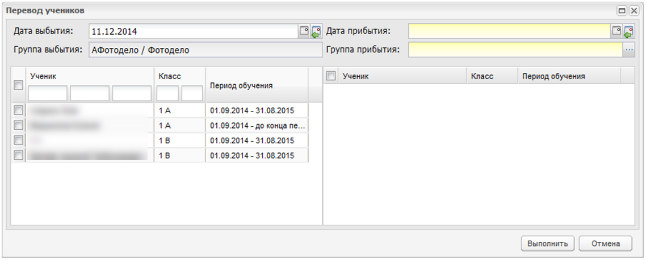 Перевод учеников
Дата выбытия: 11.12.2014 Дата прибытия:
Группа выбытия: АФотодело / Фотодело Группа прибытия:
Ученик Класс Период обучения Ученик Класс Период обучения
1 А 01.09.2014 - 31.08.2015
1 А 01.09.2014 - до конца пе...
1 В 01.09.2014 - 31.08.2015
1 В 01.09.2014 - 31.08.2015
Выполнить Отмена